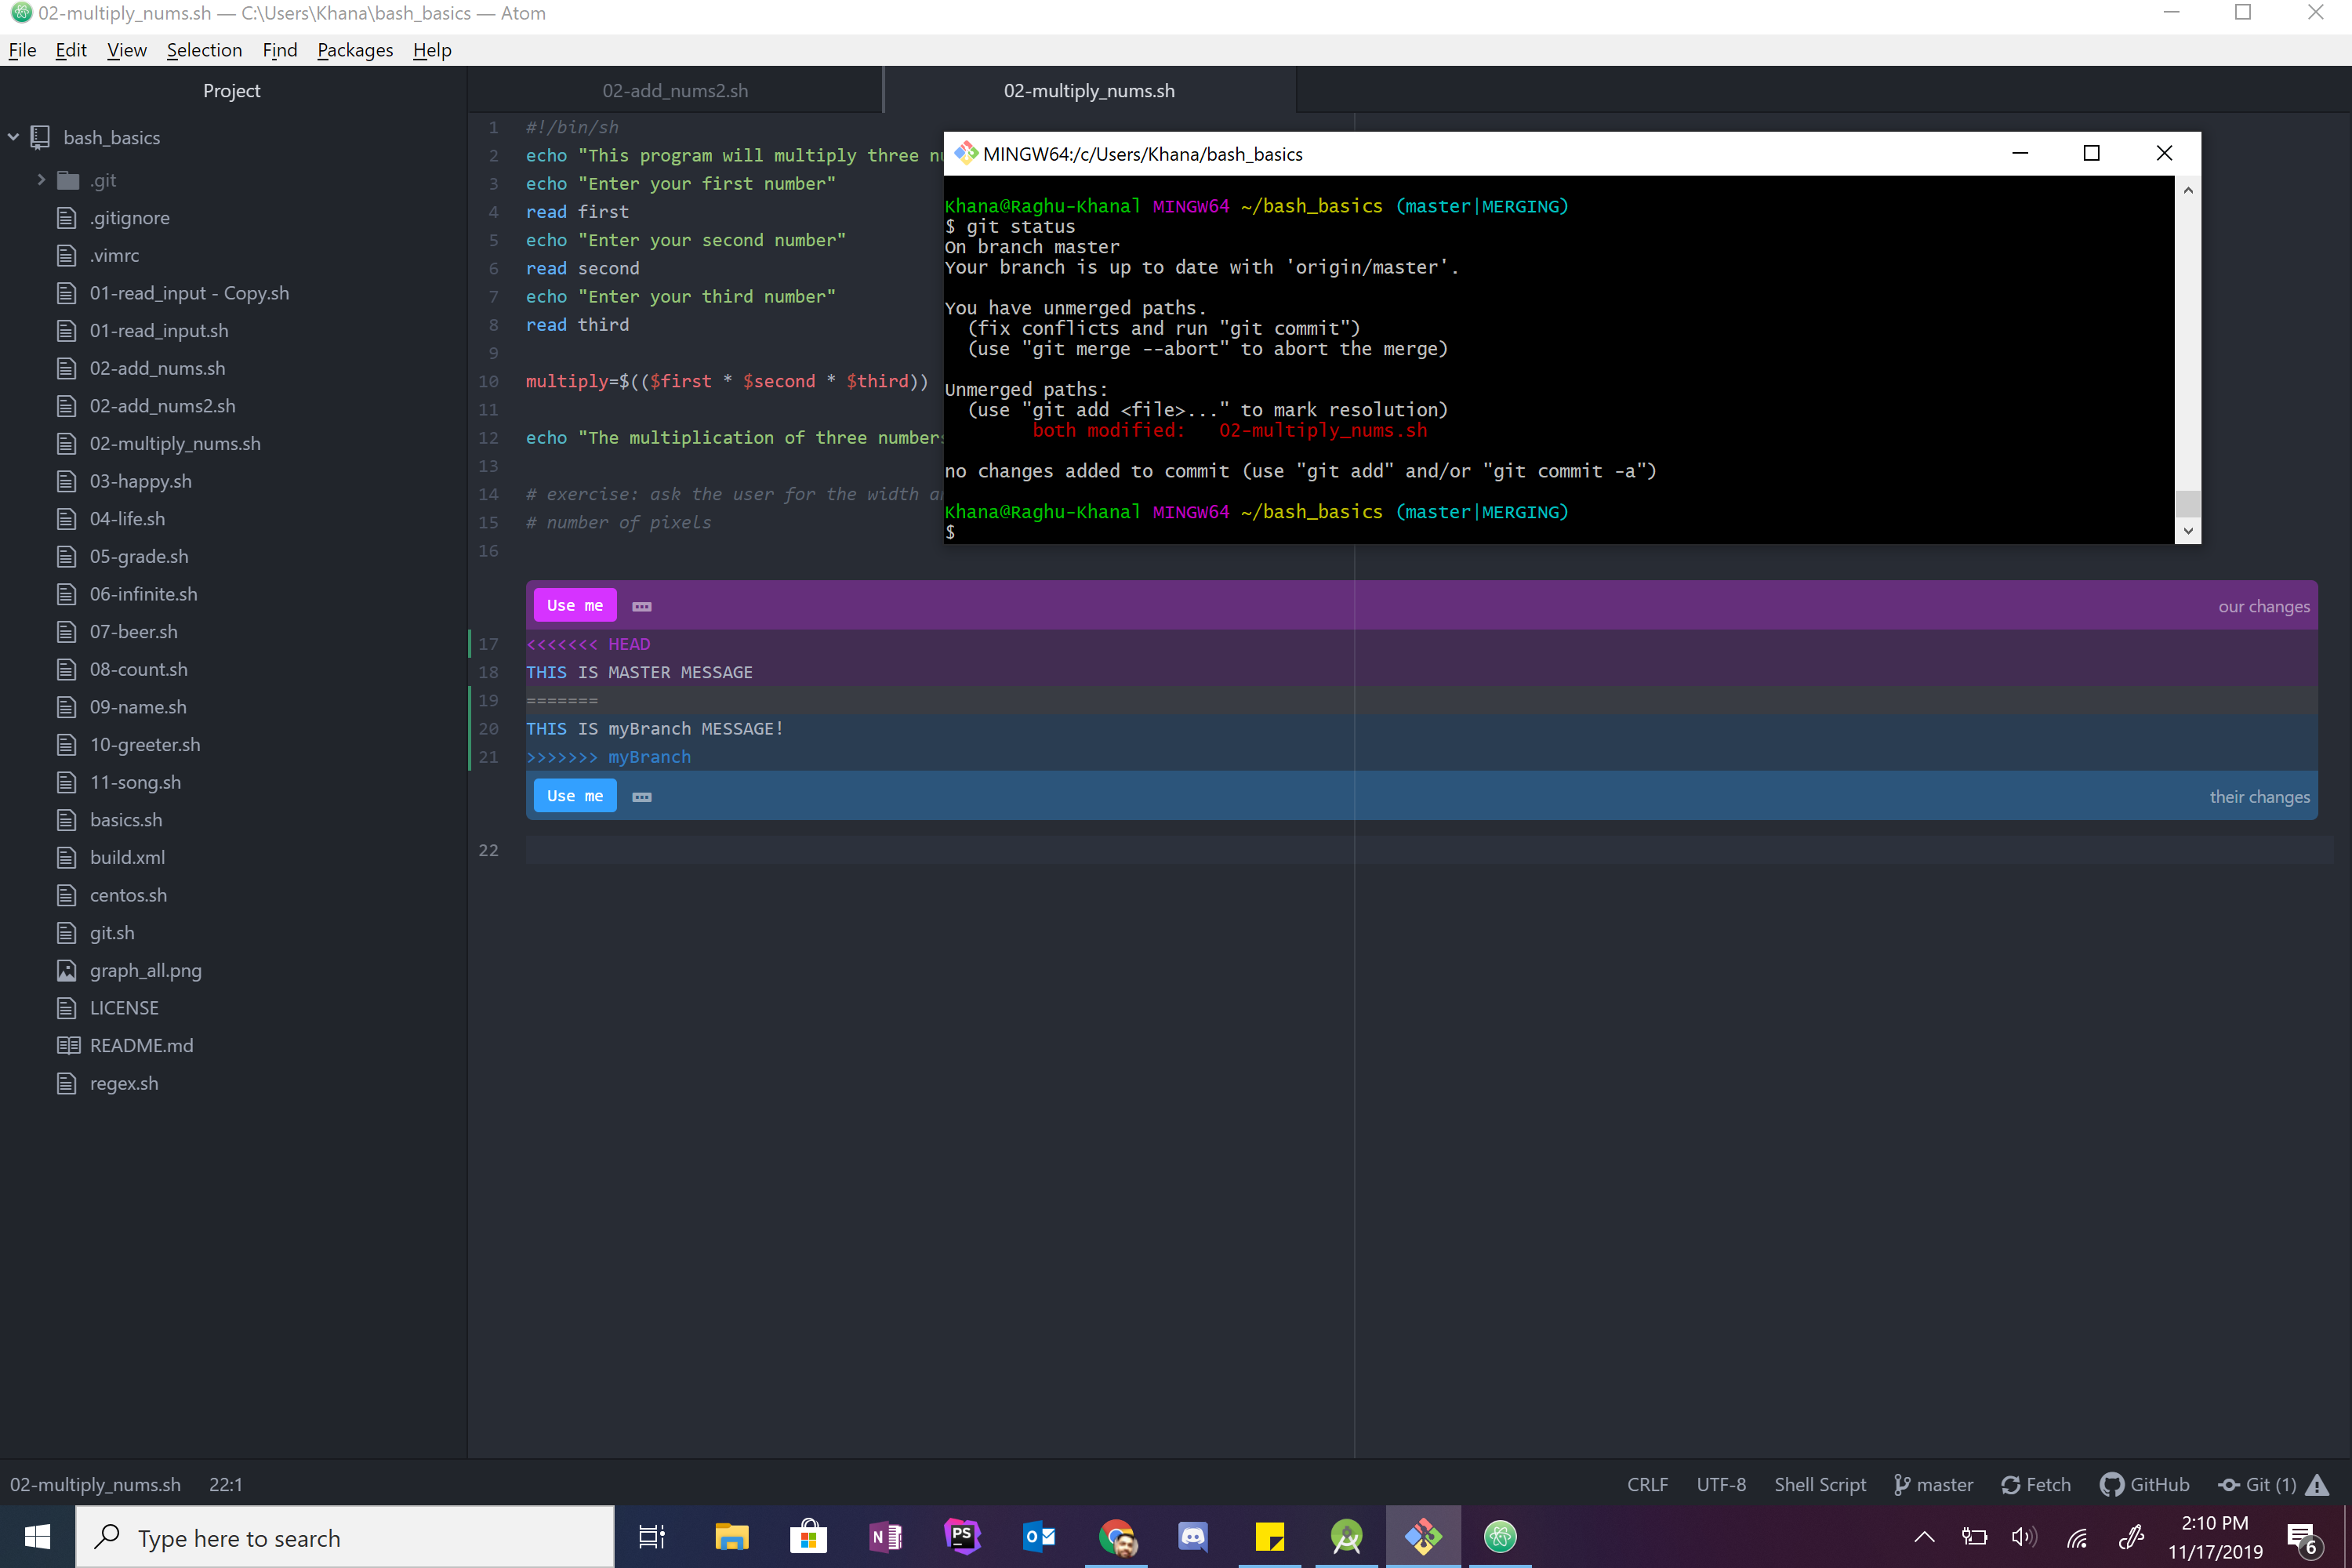 02-multiply_nums.sh — C:\Users\Khana\bash_basics — Atom
File Edit View Selection Find Packages Help
Project
bash_basics
.git
.gitignore
.vimrc
01-read_input - Copy.sh
01-read_input.sh
02-add_nums.sh
02-add_nums2.sh
02-multiply_nums.sh
03-happy.sh
04-life.sh
05-grade.sh
06-infinite.sh
07-beer.sh
08-count.sh
09-name.sh
10-greeter.sh
11-song.sh
basics.sh
build.xml
centos.sh
git.sh
graph_all.png
LICENSE
README.md
regex.sh
02-add_nums2.sh 02-multiply_nums.sh
1 #!/bin/sh
2 echo "This program will multiply three
3 echo "Enter your first number"
4 read first
5 echo "Enter your second number"
6 read second
7 echo "Enter your third number"
8 read third
9
10 multiply=$(($first * $second * $third))
11
12 echo "The multiplication of three numbers
13
14 # exercise: ask the user for the width
15 # number of pixels
16
Use me our changes
17 <<<<<<< HEAD
18 THIS IS MASTER MESSAGE
19 =======
20 THIS IS myBranch MESSAGE!
21 >>>>>>> myBranch
Use me their changes
22
MINGW64:/c/Users/Khana/bash_basics
Khana@Raghu-Khanal MINGW64 ~/bash_basics (master|MERGING)
$ git status
On branch master
Your branch is up to date with 'origin/master'.
You have unmerged paths.
(fix conflicts and run "git commit")
(use "git merge --abort" to abort the merge)
Unmerged paths:
(use "git add <file>..." to mark resolution)
both modified: 02-multiply_nums.sh
no changes added to commit (use "git add" and/or "git commit -a")
Khana@Raghu-Khanal MINGW64 ~/bash_basics (master|MERGING)
$
02-multiply_nums.sh 22:1 CRLF UTF-8 Shell Script master Fetch GitHub Git (1)
Type here to search
N
PS
O
2:10 PM
11/17/2019
6